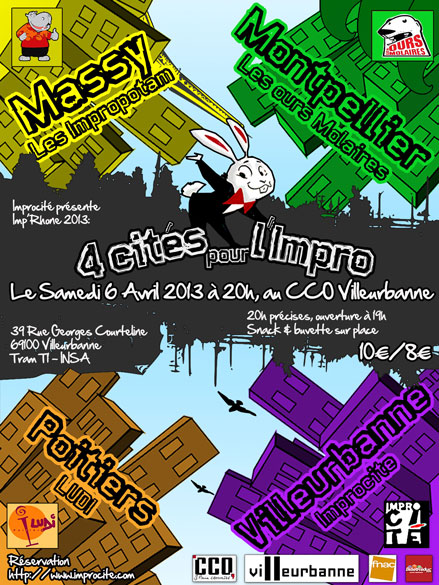 Massy
Les Impropotam
OURS
MOLAIRES
Montpellier
Les ours Molaires
Improcité présente
Imp'Rhone 2013:
4 cités pour l'Impro
Le Samedi 6 Avril 2013 à 20h, au CCO Villeurbanne
39 Rue Georges Courteline
69100 Villeurbanne
Tram T1 - INSA
20h précises, ouverture à 19h
Snack & buvette sur place
10€/8€
Poitiers
LUDI
Villeurbanne
Improcite
LUDI
IMPRO
Réservation
http://www.improcite.com
CCO
villeurbanne
fnac